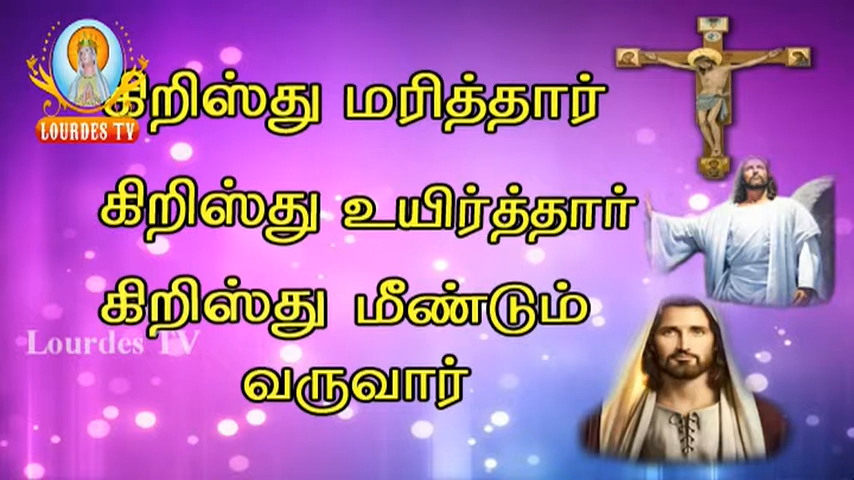 கிறிஸ்து மரித்தார்
LOURDES TV
கிறிஸ்து உயிர்த்தார்
கிறிஸ்து மீண்டும்
Lourdes TV
வருவார்